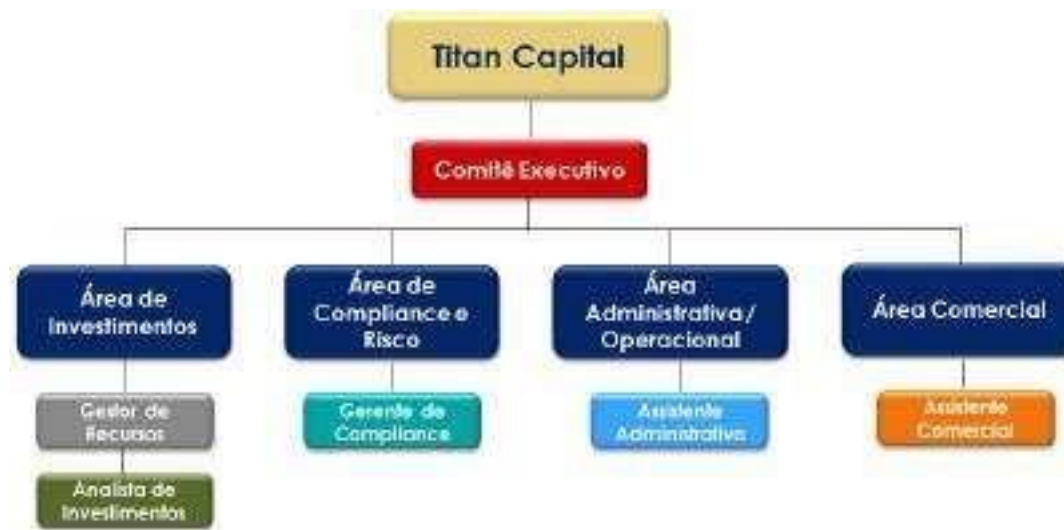 Titan Capital
Comitê Executivo
Área de
Investimentos
Área de
Compliance e
Risco
Área
Administrativa /
Operacional
Área Comercial
Gestor de
Recursos
Gerente de
Compliance
Assistente
Administrativo
Assistente
Comercial
Analista de
Investimentos